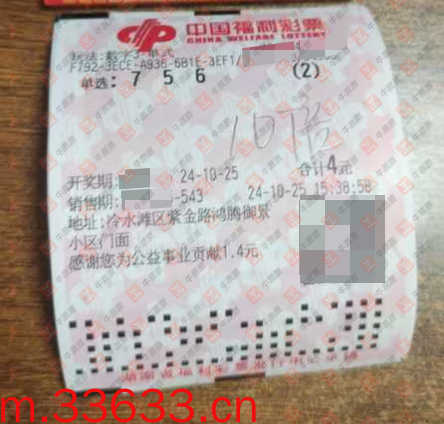 中国福利彩票
CHINA WELFARE LOTTERY
玩法:数字3-单式
F792-3ECE-A936-681E-3EF1/
单选:7 5 6 (2)
10倍
开奖期: 24-10-25 合计4元
销售期: -543 24-10-25 15:38:58
地址:冷水滩区紫金路鸿腾御景
小区门面
感谢您为公益事业贡献1.4元
m.33633.cn